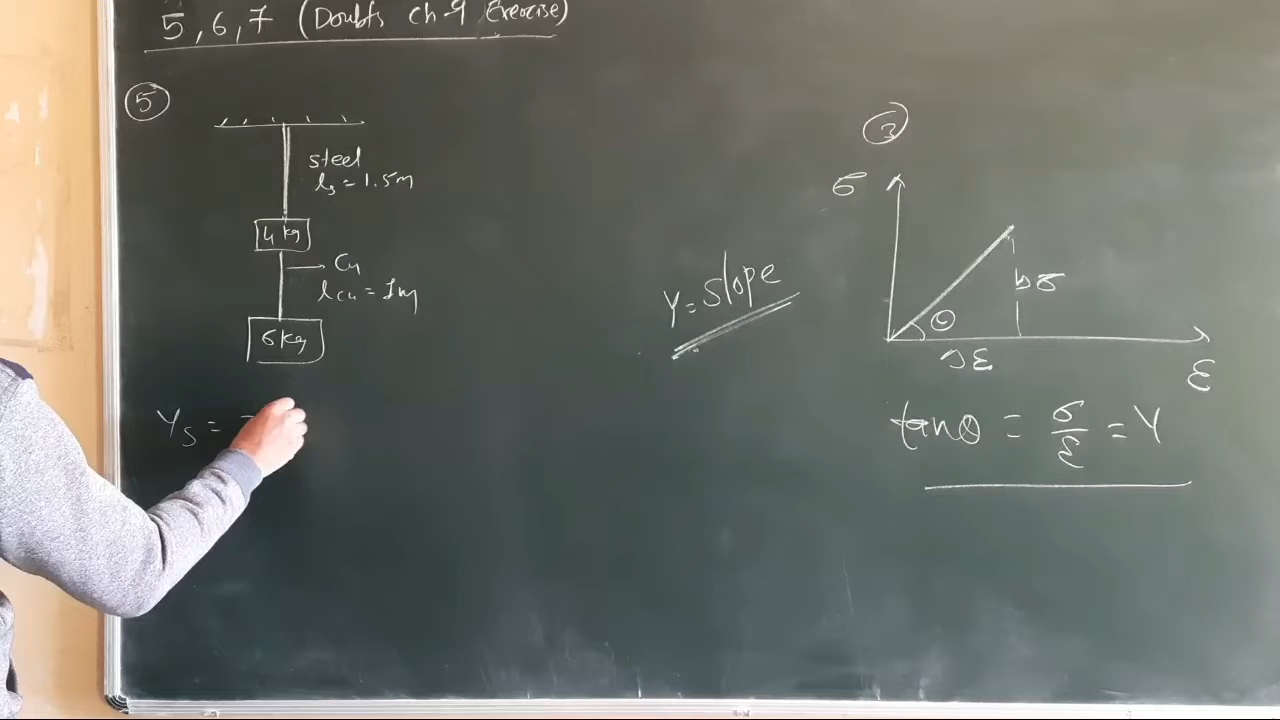 5, 6, 7 (Doubts ch-9 Exercise)
5
steel
ls = 1.5m
4 kg
Cu
lcu = 1m
6 kg
Ys =
Y = slope
3
σ
θ
Δσ
Δε
ε
tanθ = σ/ε = Y